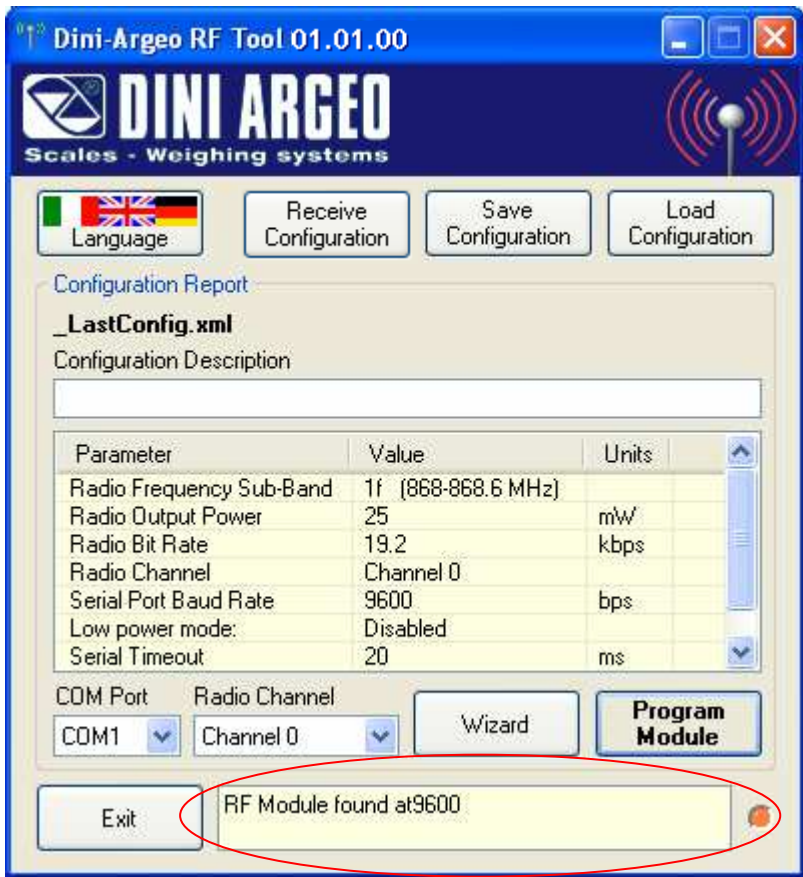 Dini-Argeo RF Tool 01.01.00
DINI ARGEO
Scales - Weighing systems
Language
Receive Configuration
Save Configuration
Load Configuration
Configuration Report
_LastConfig.xml
Configuration Description
Parameter Value Units
Radio Frequency Sub-Band 1f (868-868.6 MHz)
Radio Output Power 25 mW
Radio Bit Rate 19.2 kbps
Radio Channel Channel 0
Serial Port Baud Rate 9600 bps
Low power mode: Disabled
Serial Timeout 20 ms
COM Port Radio Channel
COM1 Channel 0 Wizard Program Module
Exit RF Module found at9600